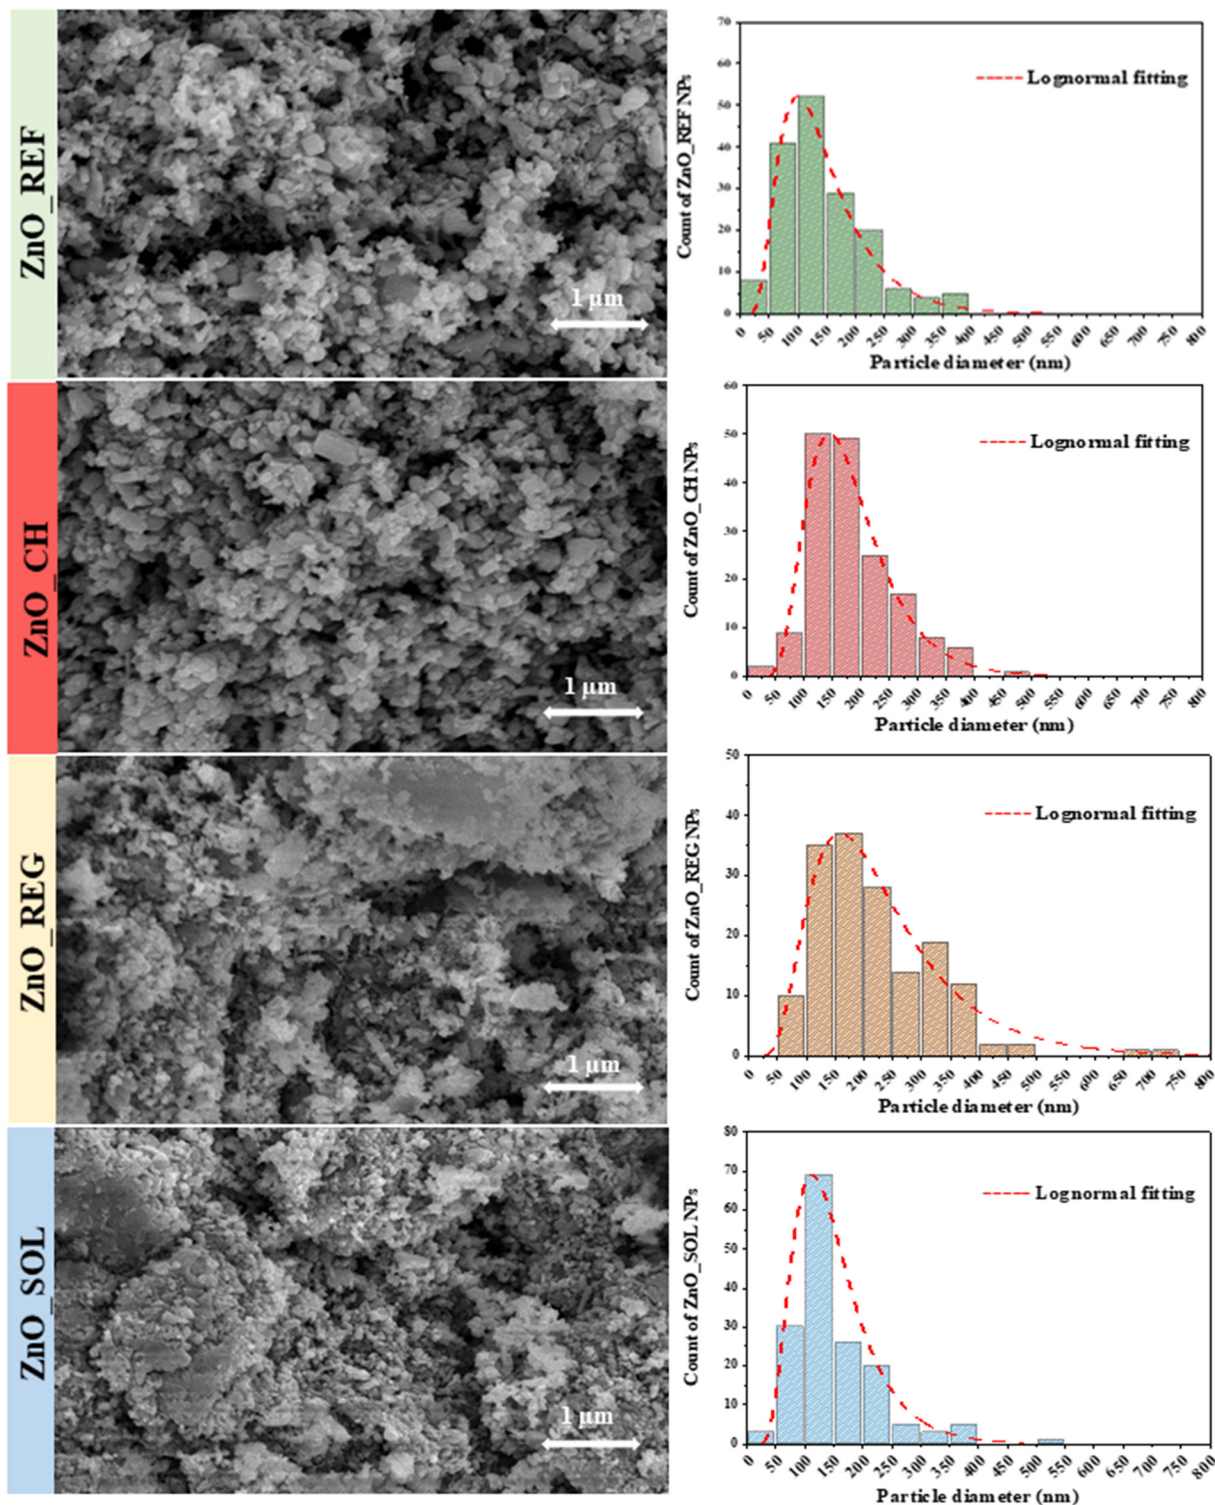 ZnO_REF
1 µm
Count of ZnO_REF NPs
70
60
50
40
30
20
10
0
Lognormal fitting
0 50 100 150 200 250 300 350 400 450 500 550 600 650 700 750 800
Particle diameter (nm)
ZnO_CH
1 µm
Count of ZnO_CH NPs
60
50
40
30
20
10
0
Lognormal fitting
0 50 100 150 200 250 300 350 400 450 500 550 600 650 700 750 800
Particle diameter (nm)
ZnO_REG
1 µm
Count of ZnO_REG NPs
50
40
30
20
10
0
Lognormal fitting
0 50 100 150 200 250 300 350 400 450 500 550 600 650 700 750 800
Particle diameter (nm)
ZnO_SOL
1 µm
Count of ZnO_SOL NPs
80
70
60
50
40
30
20
10
0
Lognormal fitting
0 50 100 150 200 250 300 350 400 450 500 550 600 650 700 750 800
Particle diameter (nm)